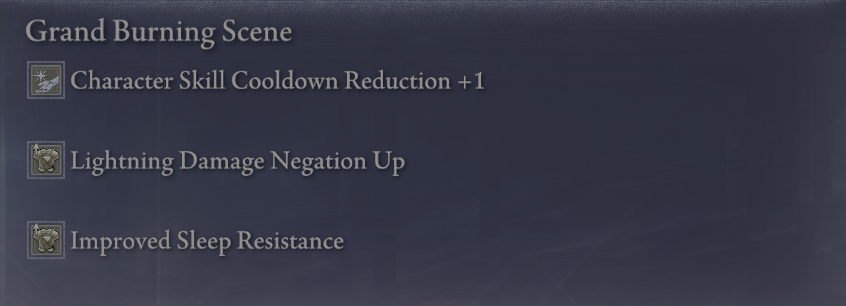 Grand Burning Scene
Character Skill Cooldown Reduction +1
Lightning Damage Negation Up
Improved Sleep Resistance